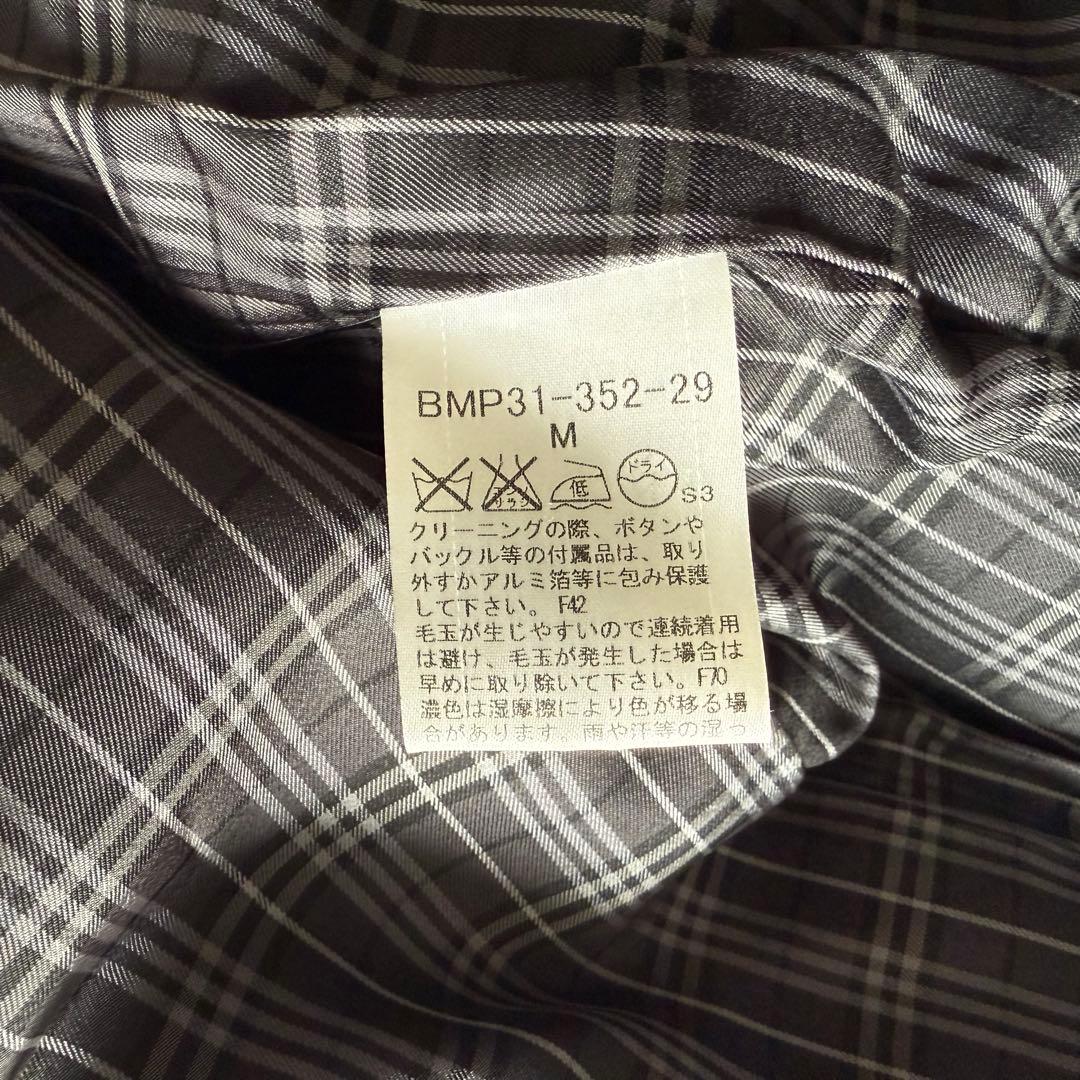 BMP31-352-29
M
エンソ サラシ 低 ドライ S3
クリーニングの際、ボタンや
バックル等の付属品は、取り
外すかアルミ箔等に包み保護
して下さい。 F42
毛玉が生じやすいので連続着用
は避け、毛玉が発生した場合は
早めに取り除いて下さい。F70
濃色は湿摩擦により色が移る場
合があります。雨や汗等の湿っ